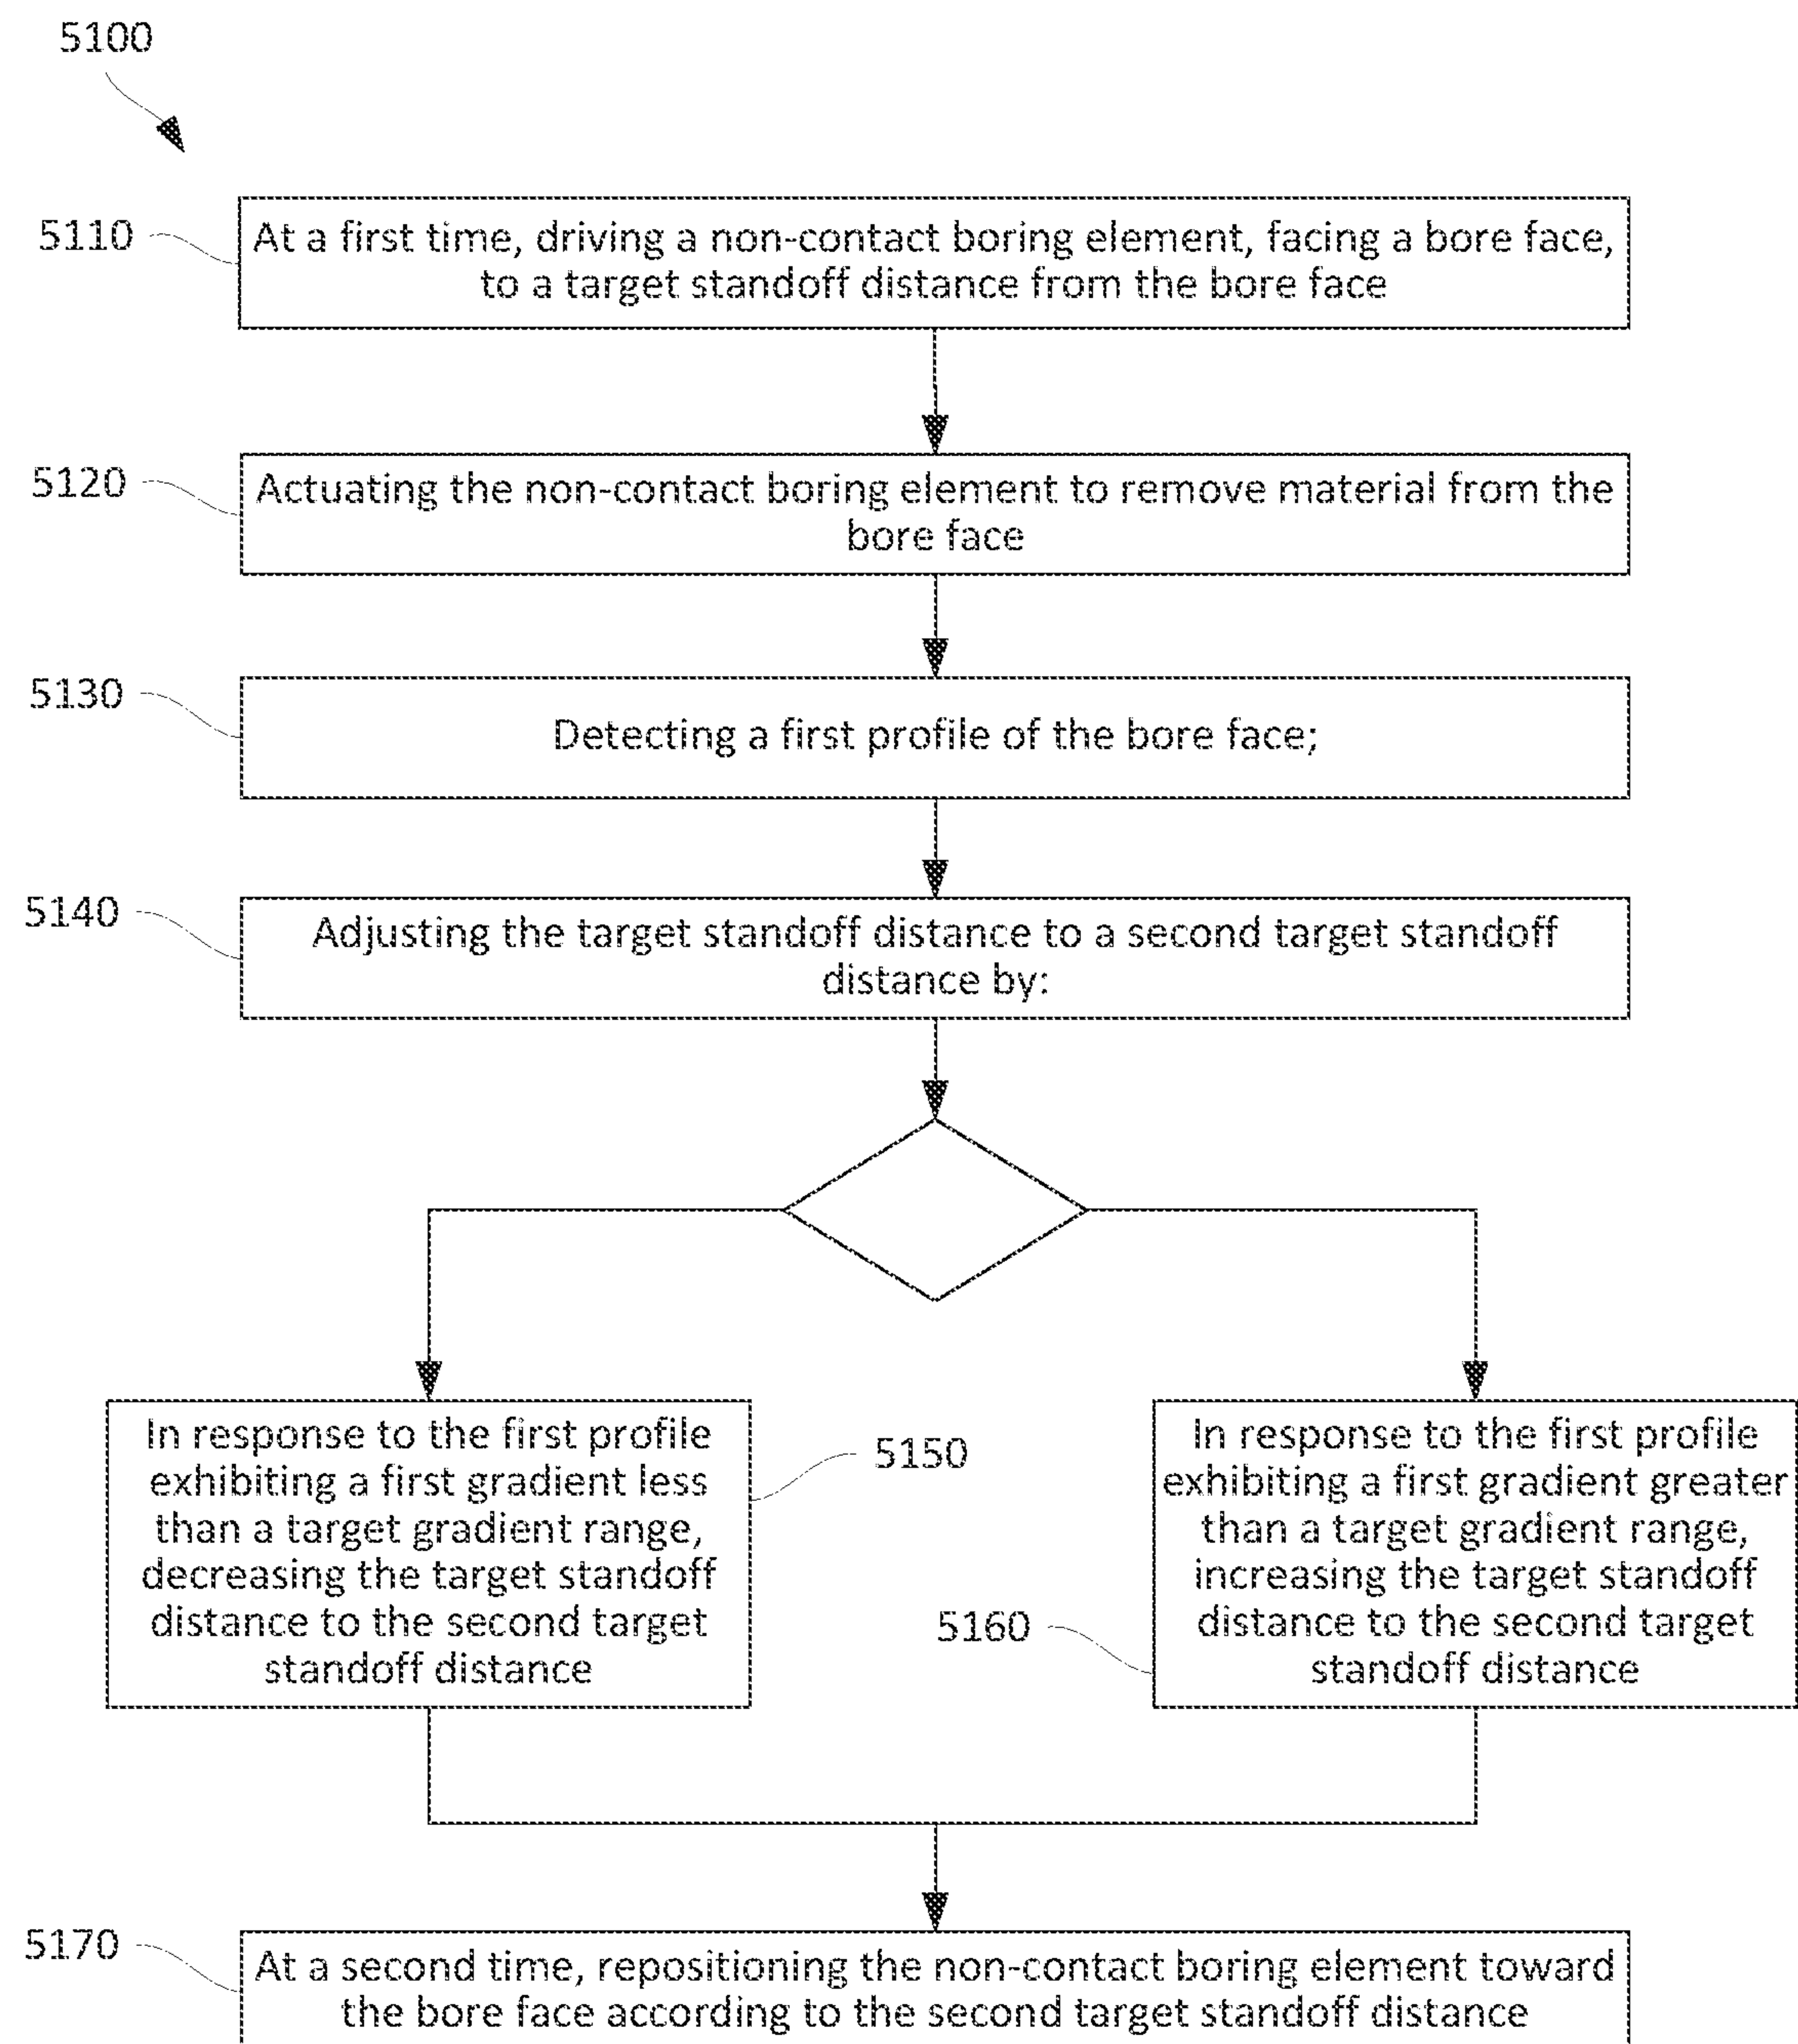 5100
5110
At a first time, driving a non-contact boring element, facing a bore face,
to a target standoff distance from the bore face
5120
Actuating the non-contact boring element to remove material from the
bore face
5130
Detecting a first profile of the bore face;
5140
Adjusting the target standoff distance to a second target standoff
distance by:
In response to the first profile
exhibiting a first gradient less
than a target gradient range,
decreasing the target standoff
distance to the second target
standoff distance
5150
5160
In response to the first profile
exhibiting a first gradient greater
than a target gradient range,
increasing the target standoff
distance to the second target
standoff distance
5170
At a second time, repositioning the non-contact boring element toward
the bore face according to the second target standoff distance